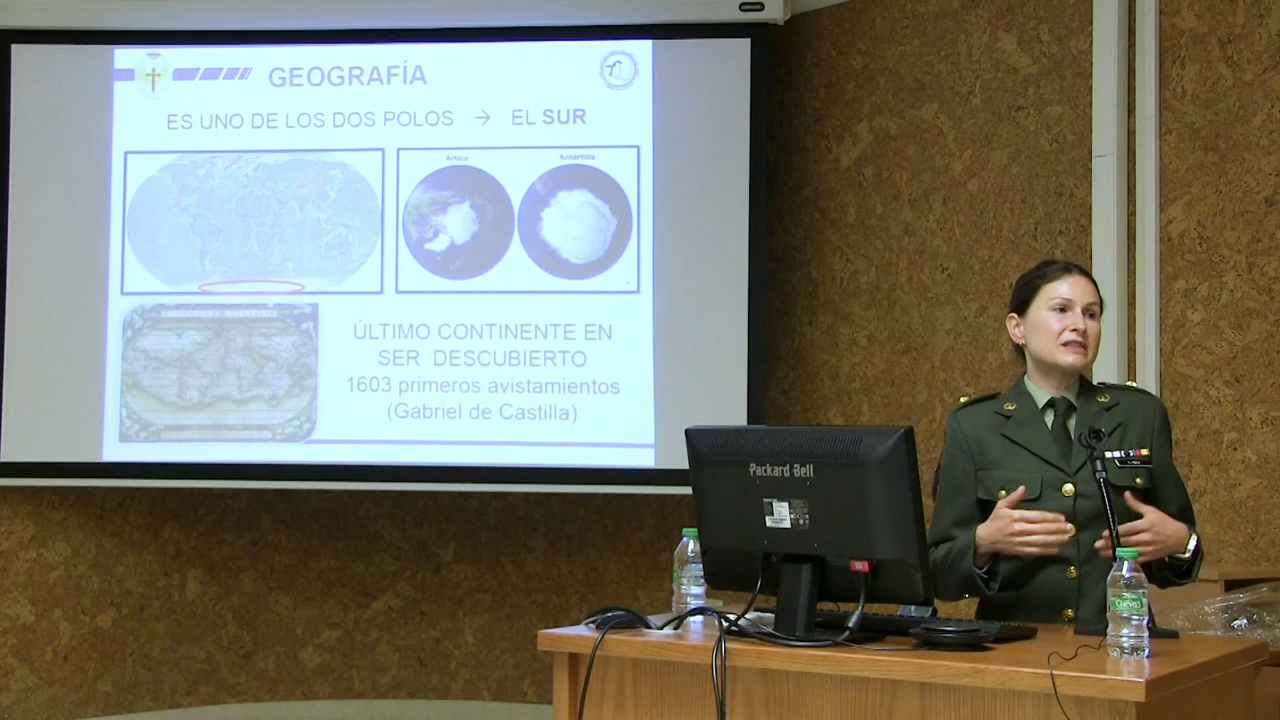 GEOGRAFÍA
ES UNO DE LOS DOS POLOS → EL SUR
Ártico
Antártida
ÚLTIMO CONTINENTE EN
SER DESCUBIERTO
1603 primeros avistamientos
(Gabriel de Castilla)
Packard Bell